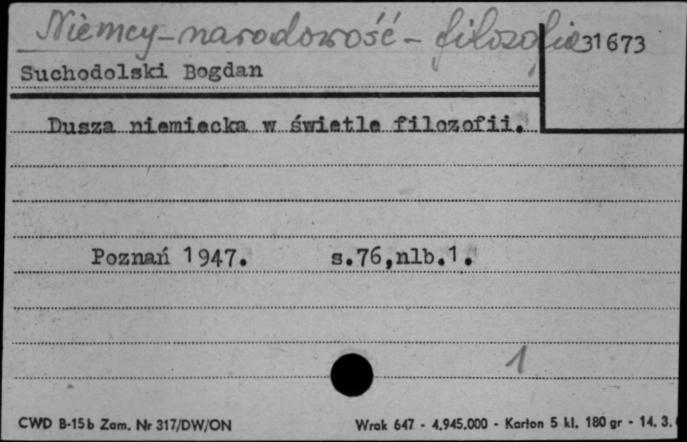 Niemcy - narodowość - filozofia
31673
Suchodolski Bogdan
Dusza niemiecka w świetle filozofii.
Poznań 1947. s.76,nlb.1.
1
CWD B-15b Zam. Nr 317/DW/ON Wrak 647 - 4.945.000 - Karton 5 kl. 180 gr - 14. 3.